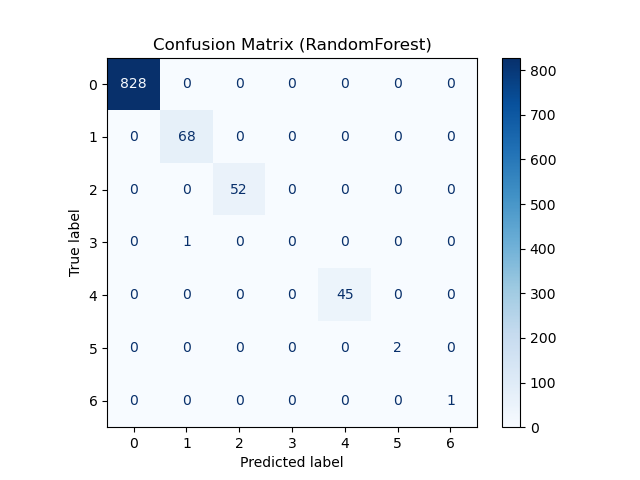 Confusion Matrix (RandomForest)
0 828 0 0 0 0 0 0
1 0 68 0 0 0 0 0
2 0 0 52 0 0 0 0
3 0 1 0 0 0 0 0
4 0 0 0 0 45 0 0
5 0 0 0 0 0 2 0
6 0 0 0 0 0 0 1
0 1 2 3 4 5 6
Predicted label
True label
800
700
600
500
400
300
200
100
0